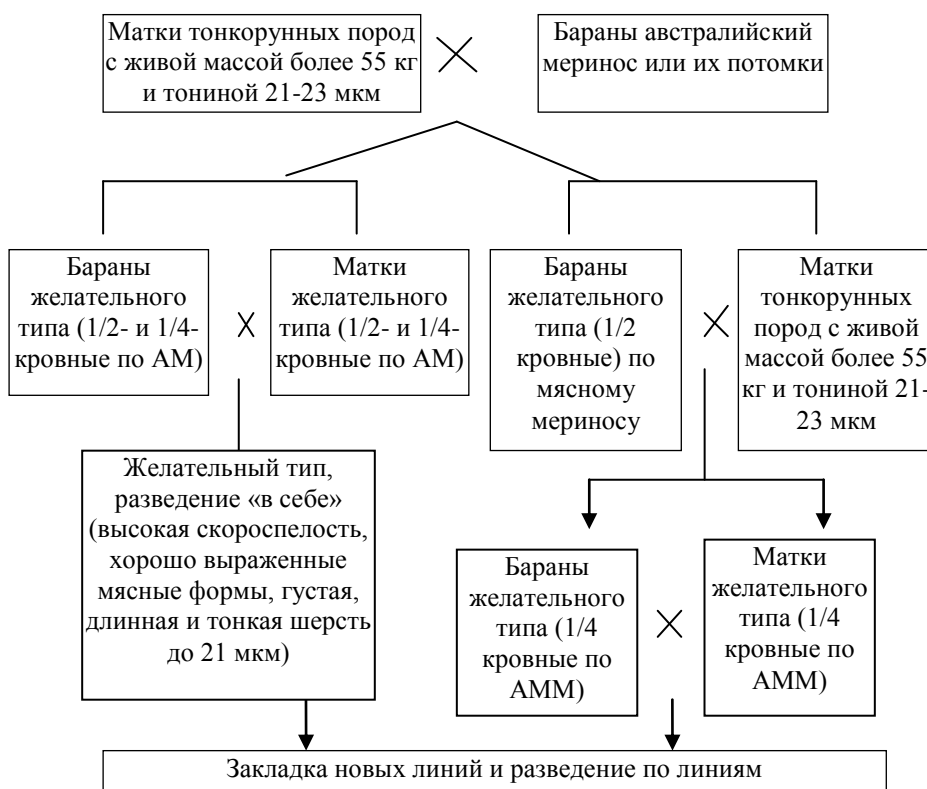 Матки тонкорунных пород
с живой массой более 55 кг
и тониной 21-23 мкм
Бараны австралийский
меринос или их потомки
Бараны
желательного
типа (1/2- и 1/4-
кровные по АМ)
Матки
желательного
типа (1/2- и 1/4-
кровные по АМ)
Бараны
желательного
типа (1/2
кровные) по
мясному
мериносу
Матки
тонкорунных
пород с живой
массой более 55
кг и тониной 21-
23 мкм
Желательный тип,
разведение «в себе»
(высокая скороспелость,
хорошо выраженные
мясные формы, густая,
длинная и тонкая шерсть
до 21 мкм)
Бараны
желательного
типа (1/4
кровные по
АММ)
Матки
желательного
типа (1/4
кровные по
АММ)
Закладка новых линий и разведение по линиям